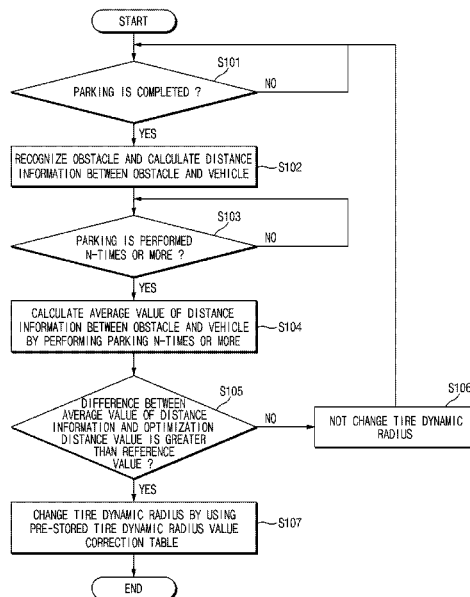 START
S101
PARKING IS COMPLETED ?
NO
YES
RECOGNIZE OBSTACLE AND CALCULATE DISTANCE
INFORMATION BETWEEN OBSTACLE AND VEHICLE
S102
S103
PARKING IS PERFORMED
N-TIMES OR MORE ?
NO
YES
CALCULATE AVERAGE VALUE OF DISTANCE
INFORMATION BETWEEN OBSTACLE AND VEHICLE
BY PERFORMING PARKING N-TIMES OR MORE
S104
S105
DIFFERENCE BETWEEN
AVERAGE VALUE OF DISTANCE
INFORMATION AND OPTIMIZATION
DISTANCE VALUE IS GREATER
THAN REFERENCE
VALUE ?
NO
S106
NOT CHANGE TIRE DYNAMIC
RADIUS
YES
CHANGE TIRE DYNAMIC RADIUS BY USING
PRE-STORED TIRE DYNAMIC RADIUS VALUE
CORRECTION TABLE
S107
END